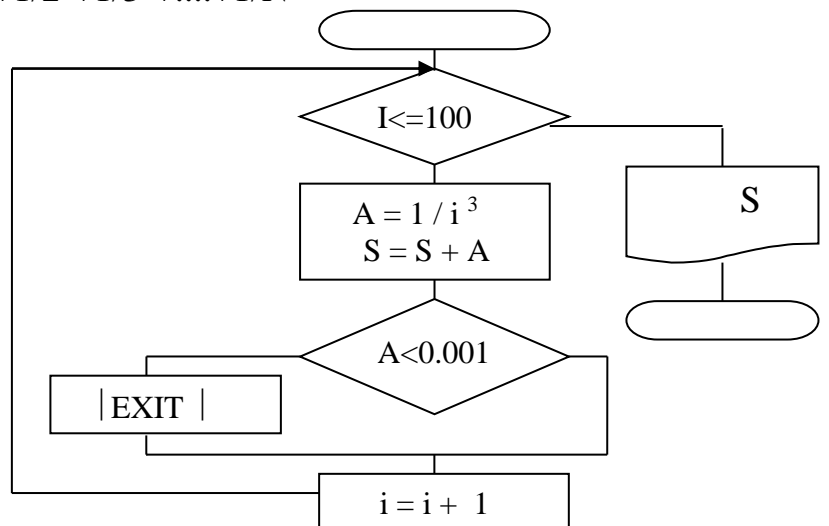 I<=100
A = 1 / i ³
S = S + A
S
A<0.001
EXIT
i = i + 1